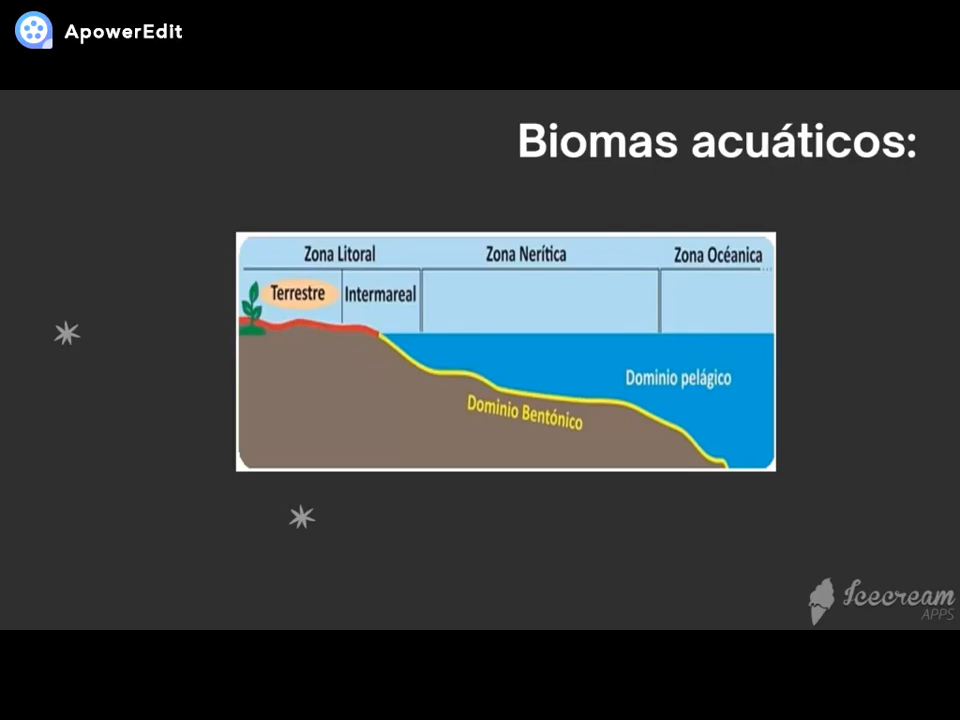 ApowerEdit
Biomas acuáticos:
Zona Litoral Zona Nerítica Zona Océanica
Terrestre Intermareal
Dominio pelágico
Dominio Bentónico
Icecream
APPS